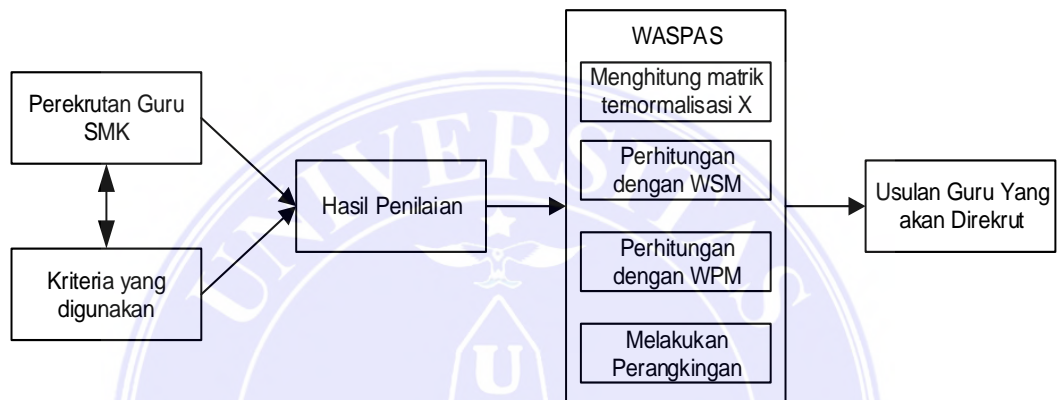 Perekrutan Guru
SMK
Kriteria yang
digunakan
Hasil Penilaian
WASPAS
Menghitung matrik
ternormalisasi X
Perhitungan
dengan WSM
Perhitungan
dengan WPM
Melakukan
Perangkingan
Usulan Guru Yang
akan Direkrut
UNIVERSITAS
U